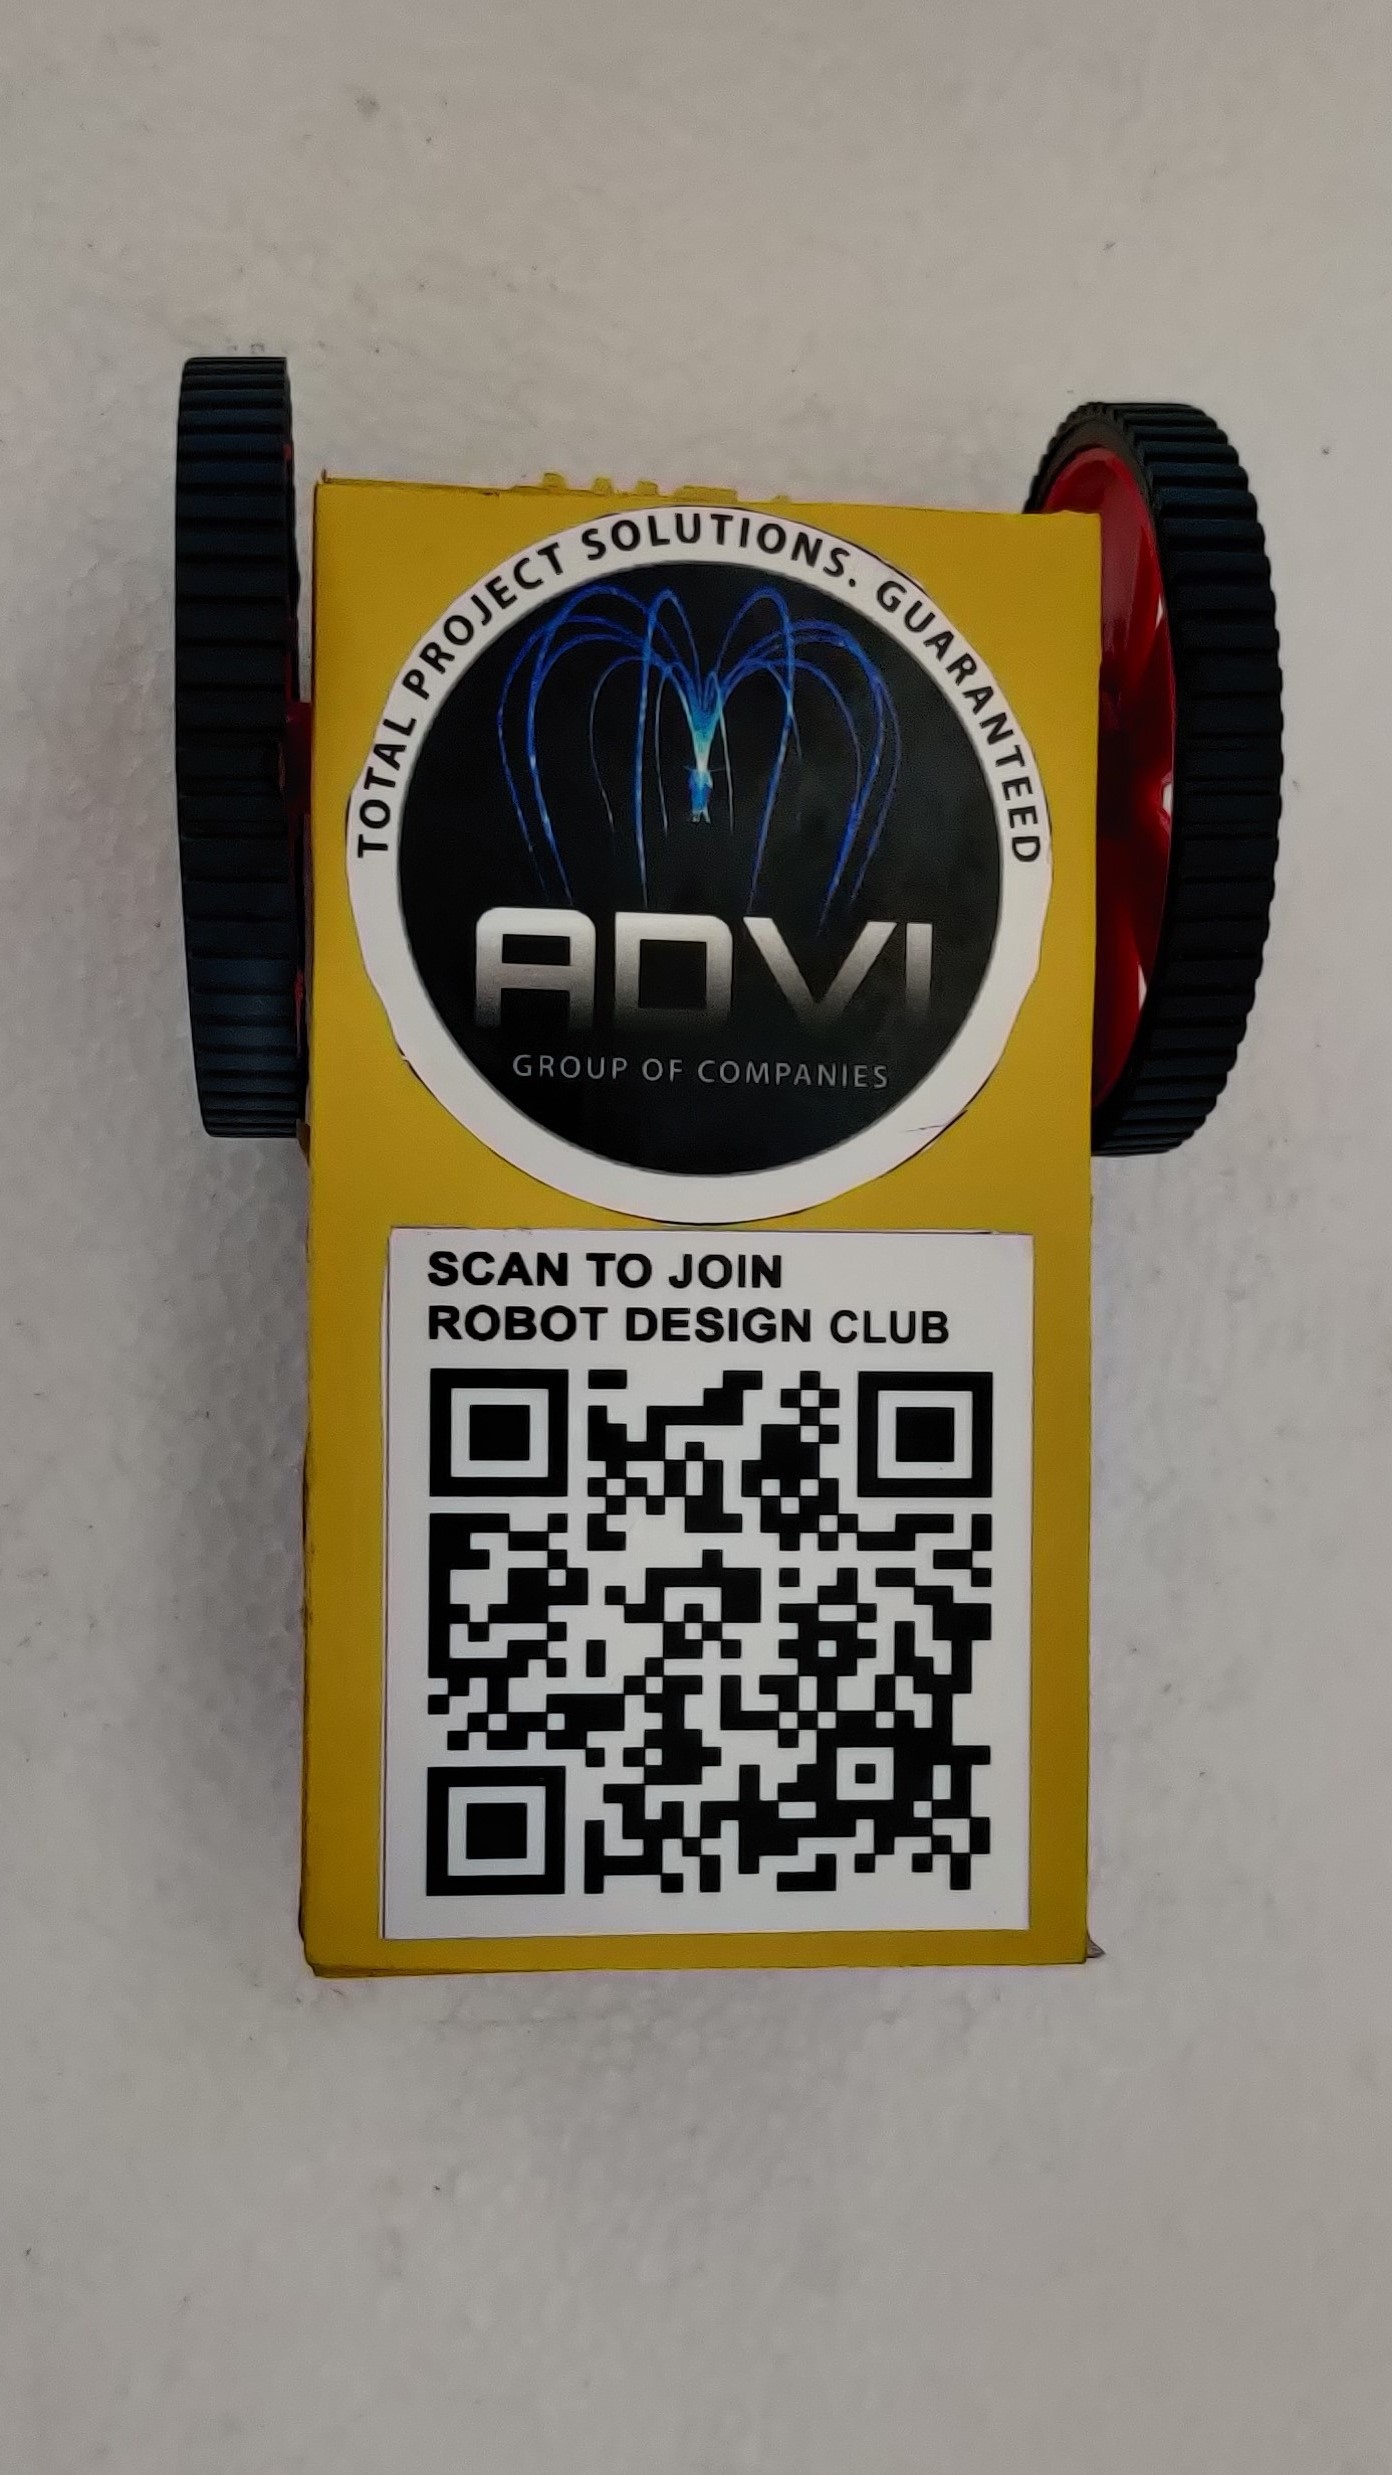 TOTAL PROJECT SOLUTIONS. GUARANTEED
ADVI
GROUP OF COMPANIES
SCAN TO JOIN
ROBOT DESIGN CLUB